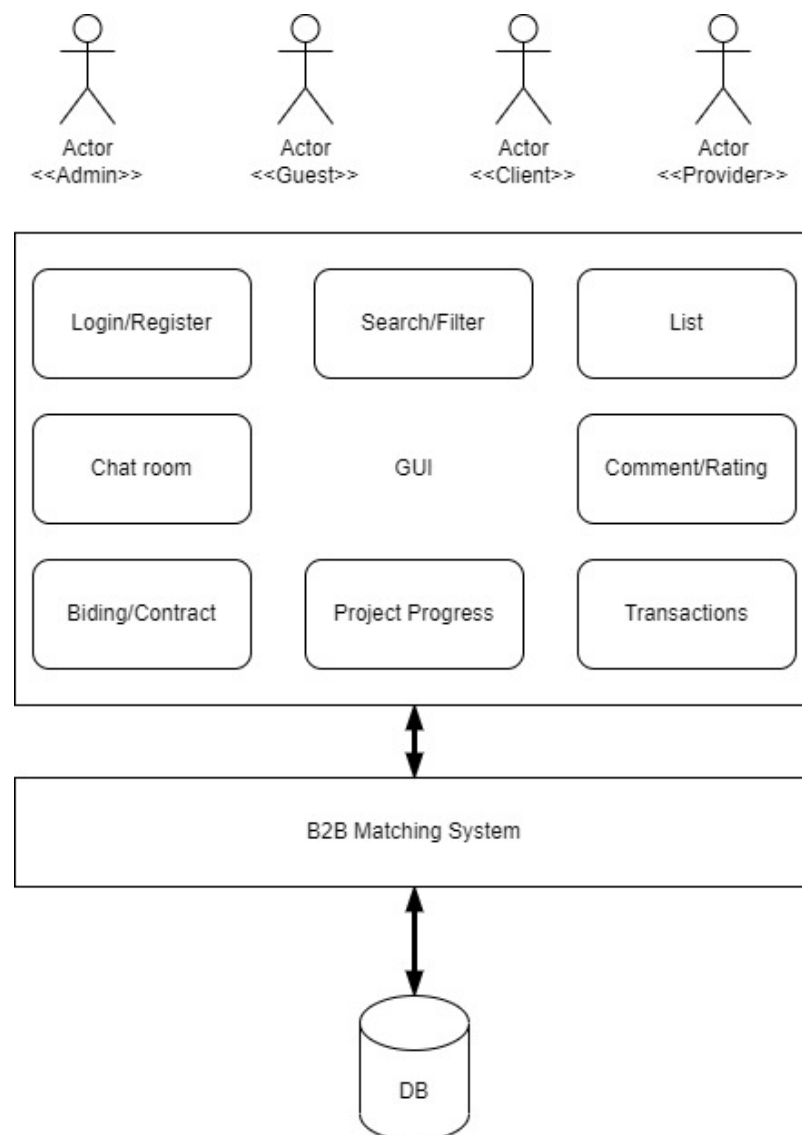 Actor
<<Admin>>
Actor
<<Guest>>
Actor
<<Client>>
Actor
<<Provider>>
Login/Register
Search/Filter
List
Chat room
GUI
Comment/Rating
Biding/Contract
Project Progress
Transactions
B2B Matching System
DB